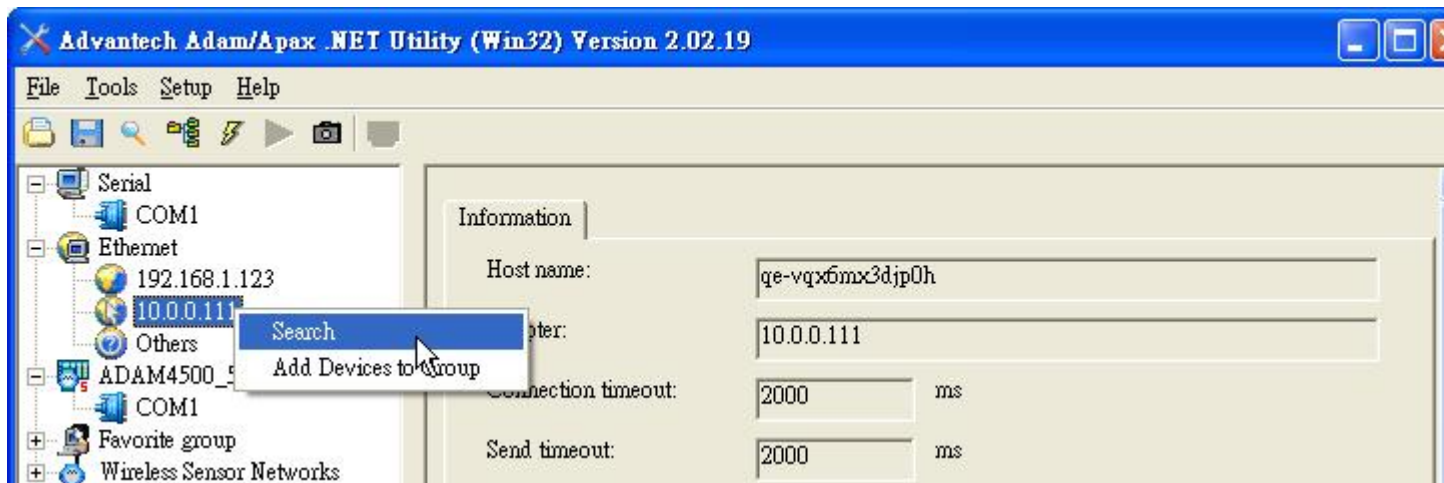 Advantech Adam/Apax .NET Utility (Win32) Version 2.02.19
File Tools Setup Help
Serial
COM1
Ethernet
192.168.1.123
10.0.0.111
Others
ADAM4500_5
COM1
Favorite group
Wireless Sensor Networks
Search
Add Devices to Group
Information
Host name:
qe-vqx6mx3djp0h
10.0.0.111
Connection timeout:
2000 ms
Send timeout:
2000 ms